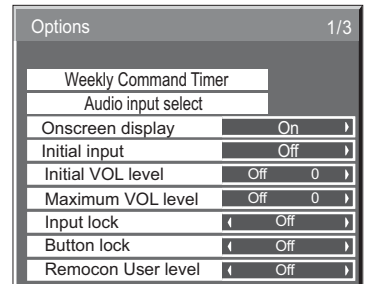 Options 1/3
Weekly Command Timer
Audio input select
Onscreen display On
Initial input Off
Initial VOL level Off 0
Maximum VOL level Off 0
Input lock Off
Button lock Off
Remocon User level Off